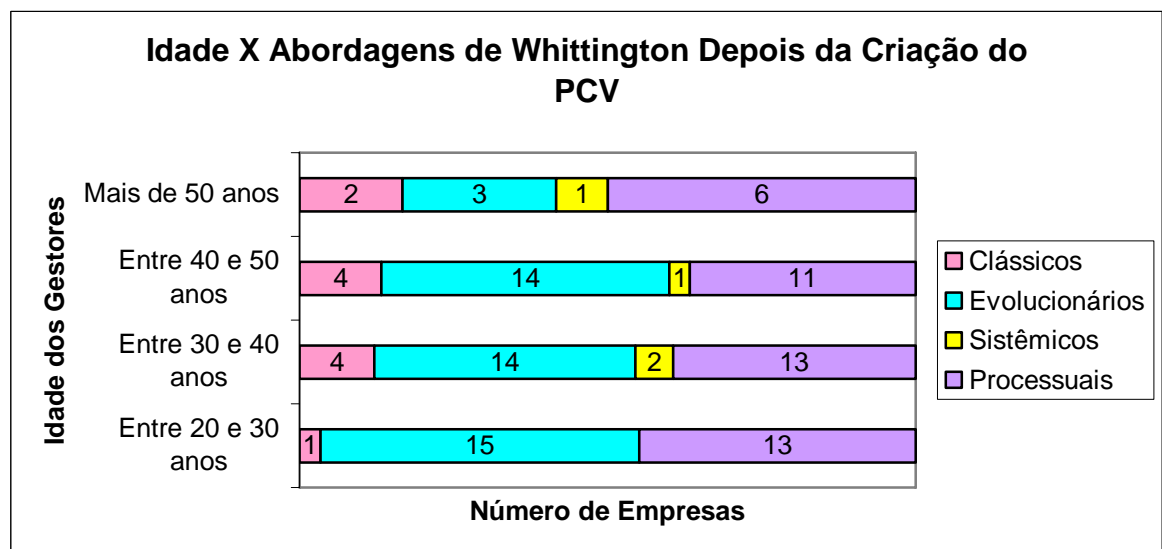 Idade X Abordagens de Whittington Depois da Criação do
PCV
Idade dos Gestores
Mais de 50 anos
2 3 1 6
Entre 40 e 50
anos
4 14 1 11
Entre 30 e 40
anos
4 14 2 13
Entre 20 e 30
anos
1 15 13
Número de Empresas
Clássicos
Evolucionários
Sistêmicos
Processuais